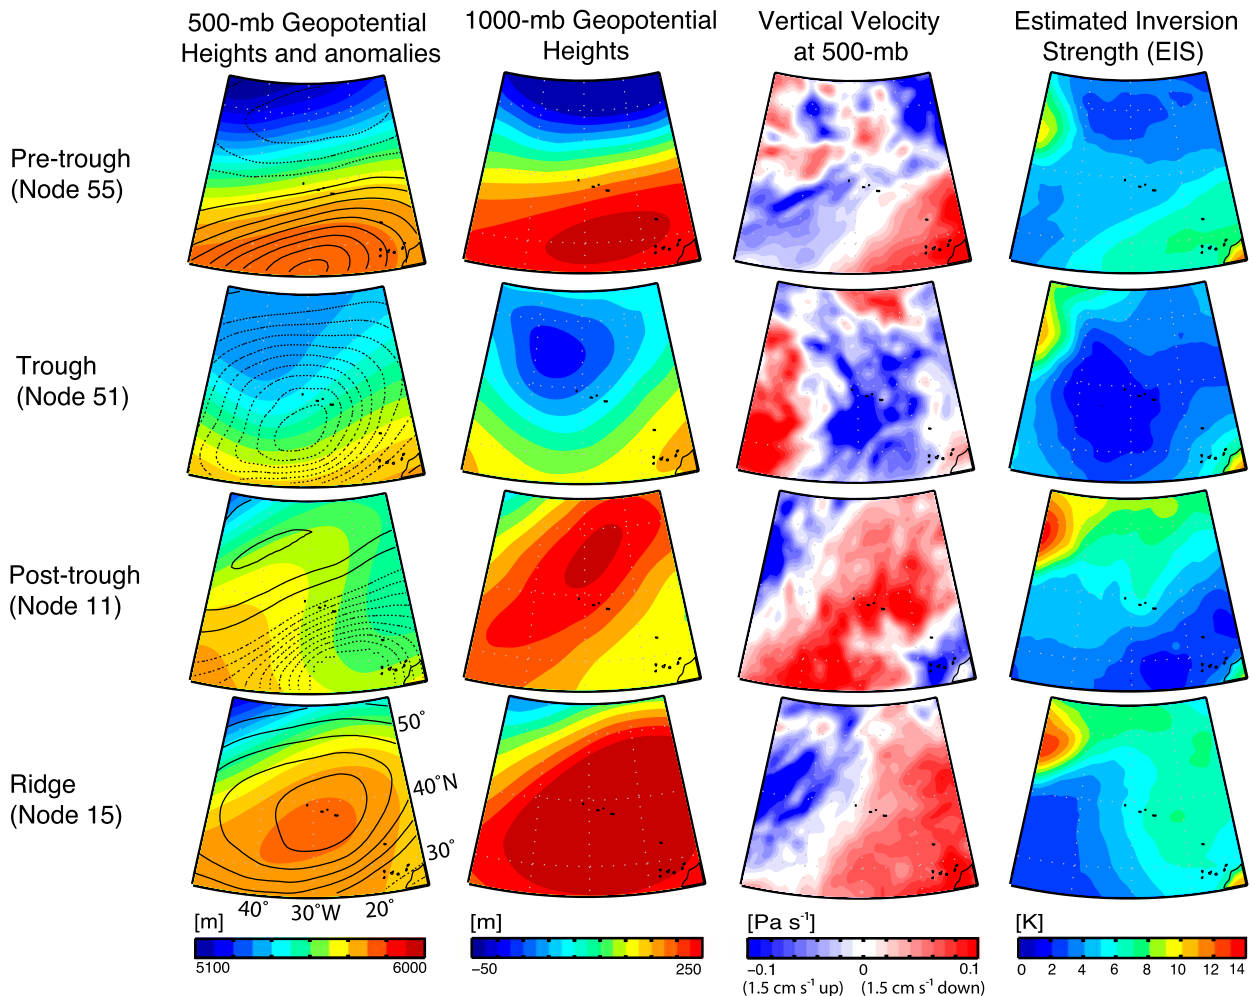 500-mb Geopotential
Heights and anomalies
1000-mb Geopotential
Heights
Vertical Velocity
at 500-mb
Estimated Inversion
Strength (EIS)
Pre-trough
(Node 55)
Trough
(Node 51)
Post-trough
(Node 11)
Ridge
(Node 15)
50°
40°N
30°
40° 30°W 20°
[m]
5100 6000
[m]
−50 250
[Pa s⁻¹]
−0.1 0 0.1
(1.5 cm s⁻¹ up) (1.5 cm s⁻¹ down)
[K]
0 2 4 6 8 10 12 14